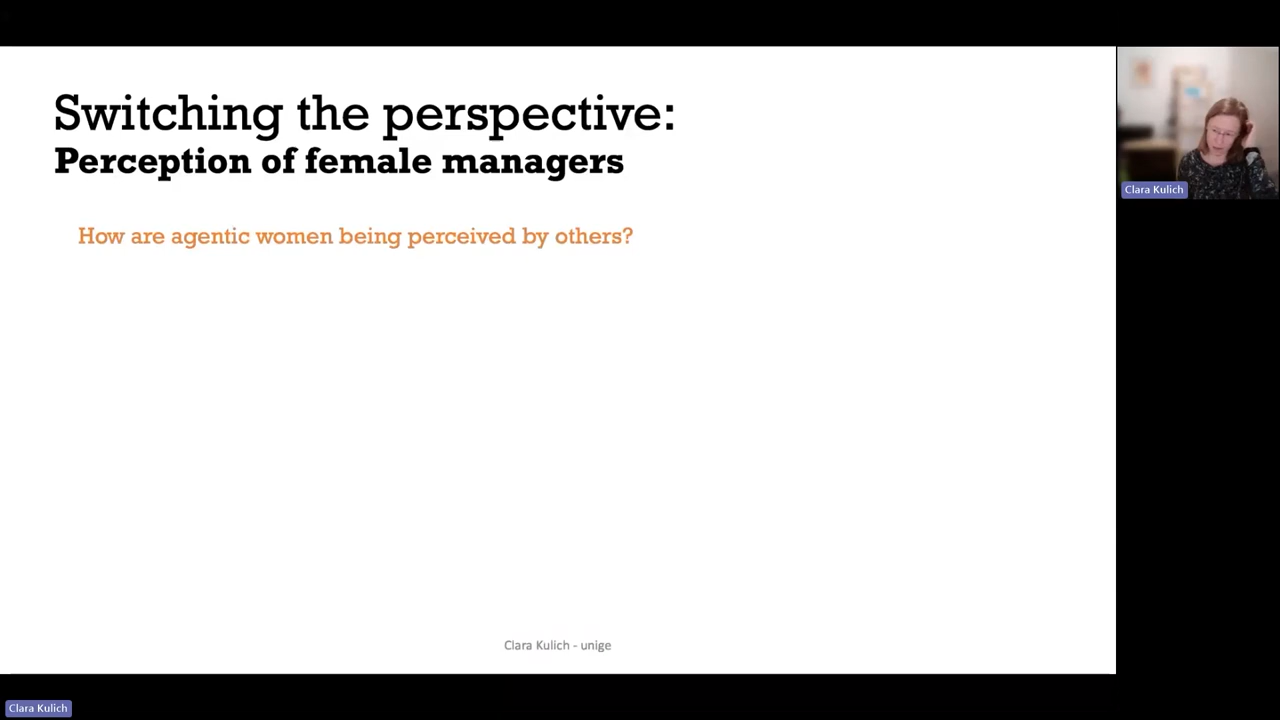 Switching the perspective:
Perception of female managers
How are agentic women being perceived by others?
Clara Kulich - unige
Clara Kulich
Clara Kulich